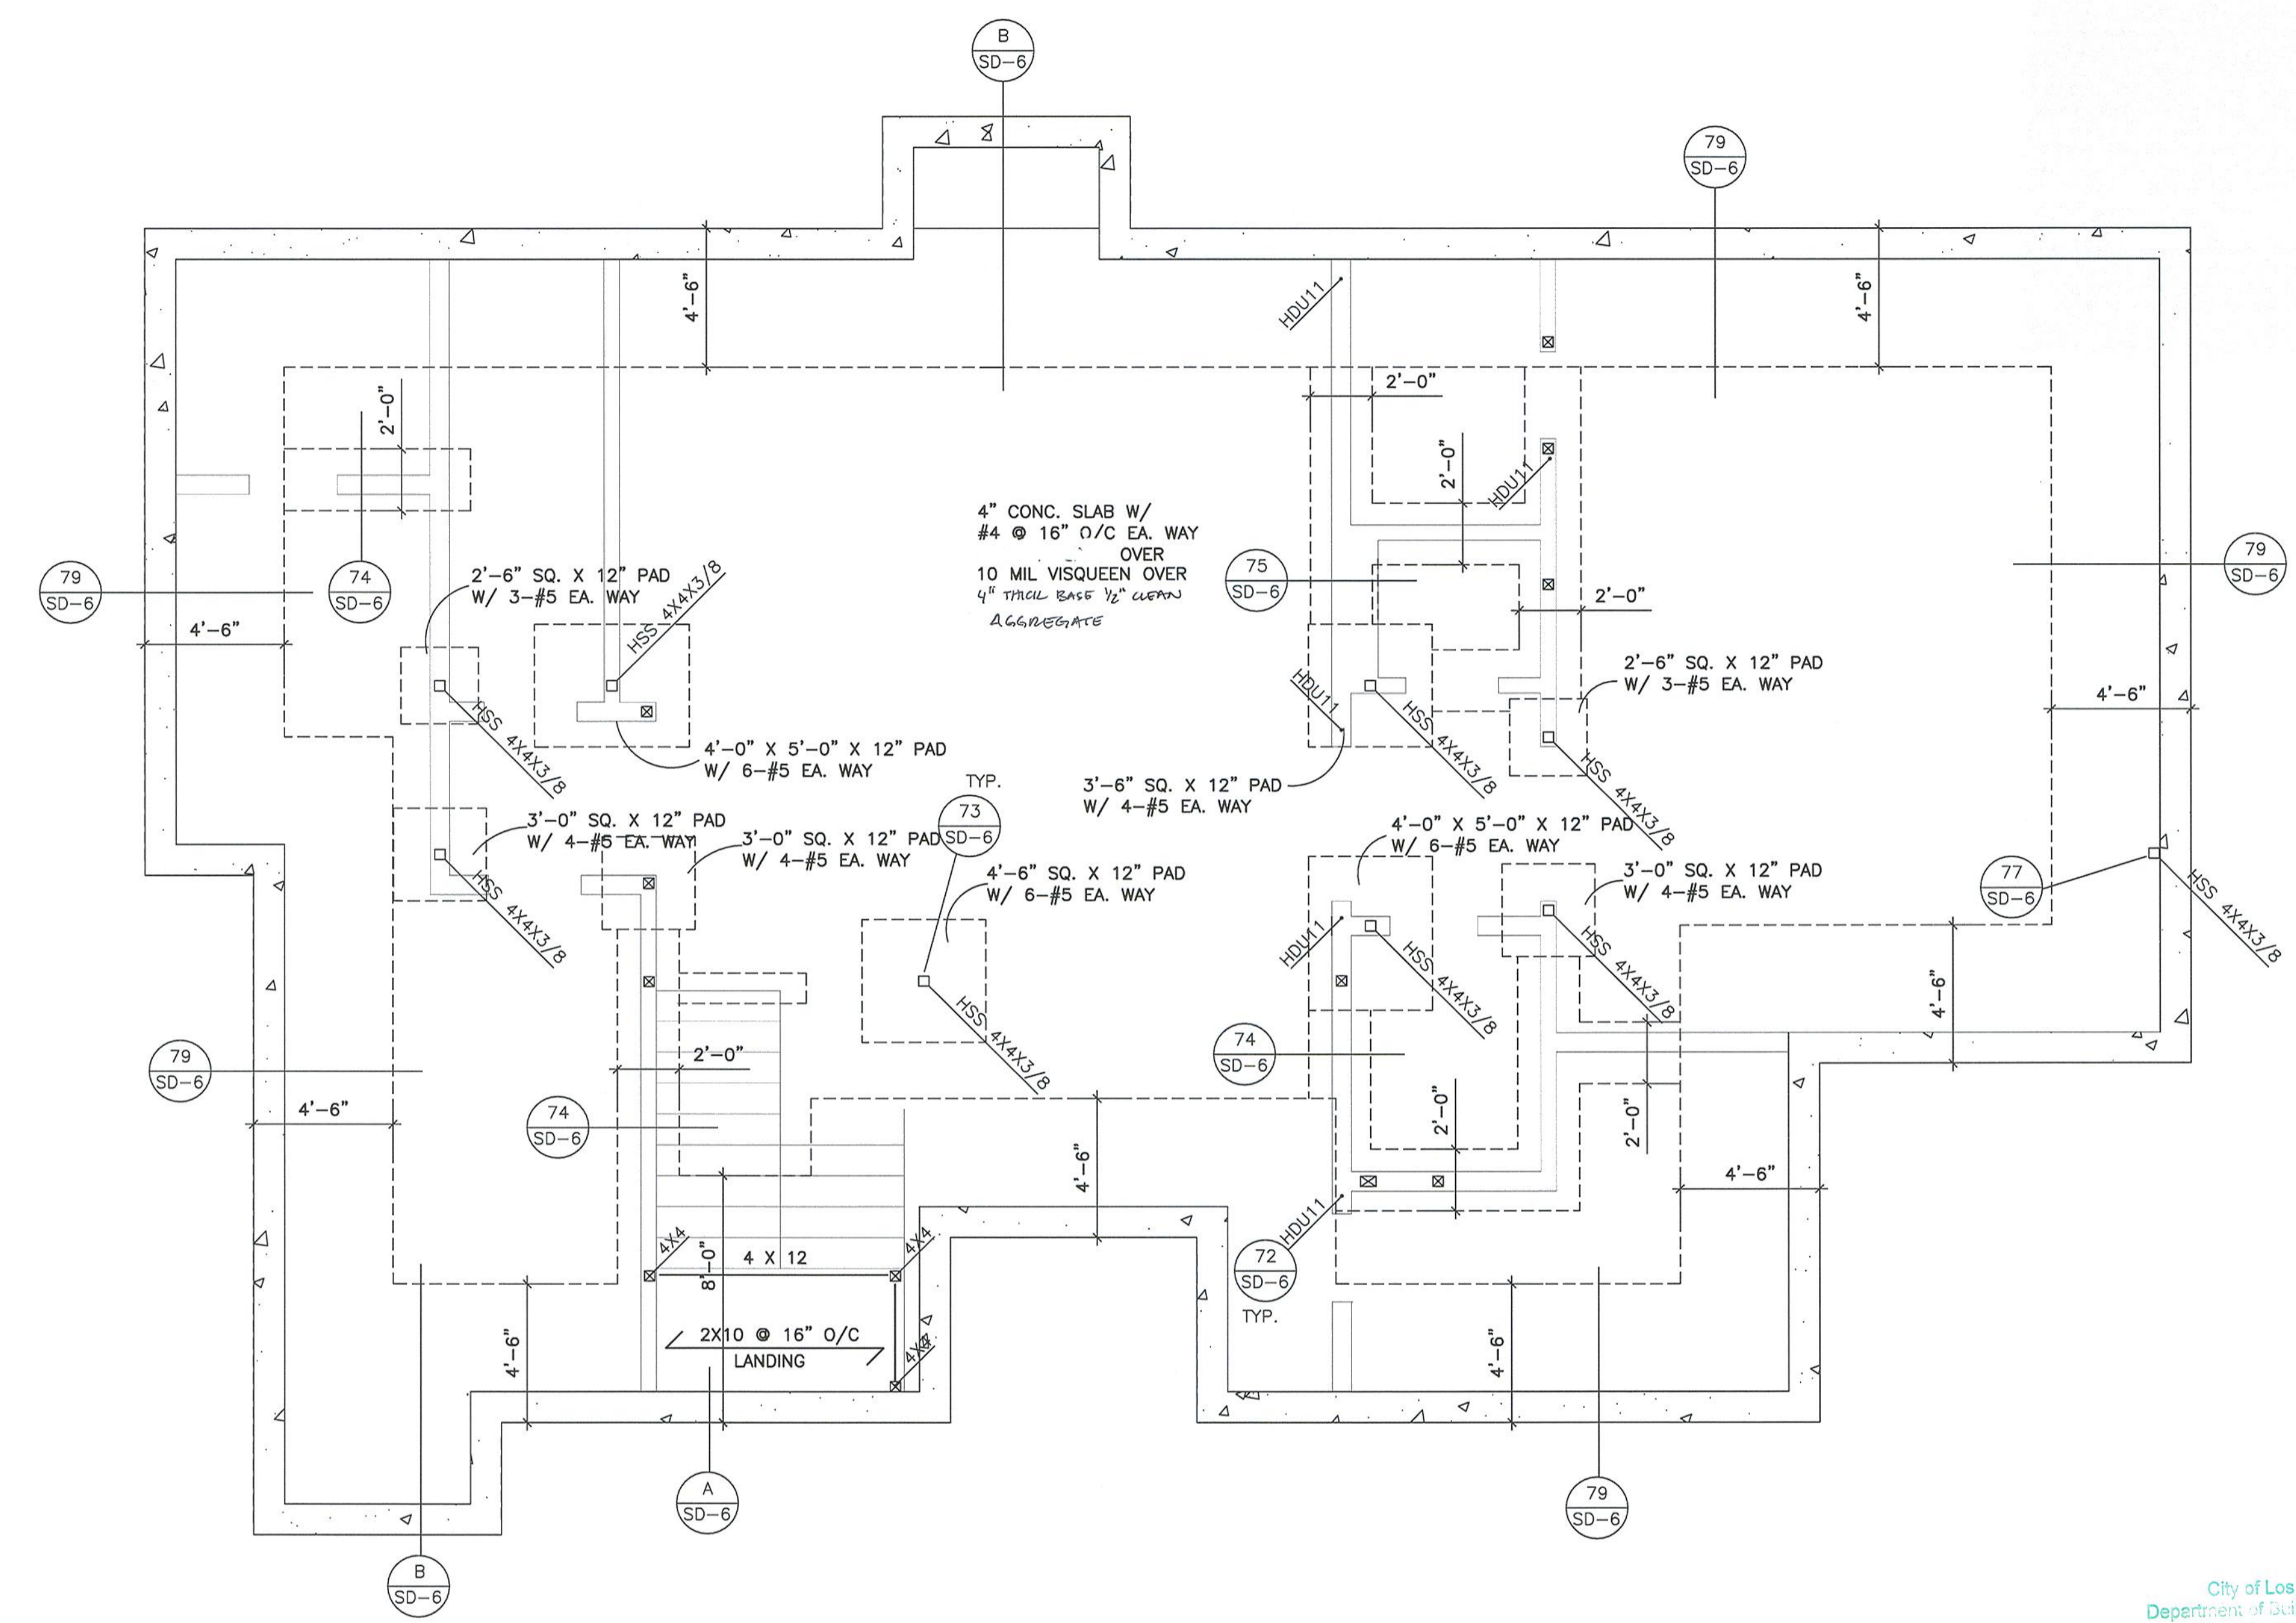 B
SD-6
79
SD-6
4'-6"
4'-6"
HDU11
2'-0"
2'-0"
2'-0"
HDU11
4" CONC. SLAB W/
#4 @ 16" O/C EA. WAY
OVER
10 MIL VISQUEEN OVER
4" THICK BASE 1/2" CLEAN
AGGREGATE
79
SD-6
74
SD-6
75
SD-6
79
SD-6
2'-6" SQ. X 12" PAD
W/ 3-#5 EA. WAY
HSS 4X4X3/8
2'-0"
4'-6"
2'-6" SQ. X 12" PAD
W/ 3-#5 EA. WAY
4'-6"
HDU11
HSS 4X4X3/8
HSS 4X4X3/8
HSS 4X4X3/8
4'-0" X 5'-0" X 12" PAD
W/ 6-#5 EA. WAY
3'-6" SQ. X 12" PAD
W/ 4-#5 EA. WAY
TYP.
73
SD-6
3'-0" SQ. X 12" PAD
W/ 4-#5 EA. WAY
3'-0" SQ. X 12" PAD
W/ 4-#5 EA. WAY
4'-0" X 5'-0" X 12" PAD
W/ 6-#5 EA. WAY
4'-6" SQ. X 12" PAD
W/ 6-#5 EA. WAY
3'-0" SQ. X 12" PAD
W/ 4-#5 EA. WAY
77
SD-6
HSS 4X4X3/8
HSS 4X4X3/8
HDU11
HSS 4X4X3/8
HSS 4X4X3/8
HSS 4X4X3/8
4'-6"
79
SD-6
2'-0"
74
SD-6
4'-6"
74
SD-6
2'-0"
2'-0"
4'-6"
4'-6"
HDU11
72
SD-6
TYP.
4X4
8'-0"
4 X 12
4X4
2X10 @ 16" O/C
LANDING
4X4
4'-6"
4'-6"
A
SD-6
79
SD-6
B
SD-6
City of Los
Department of Bui